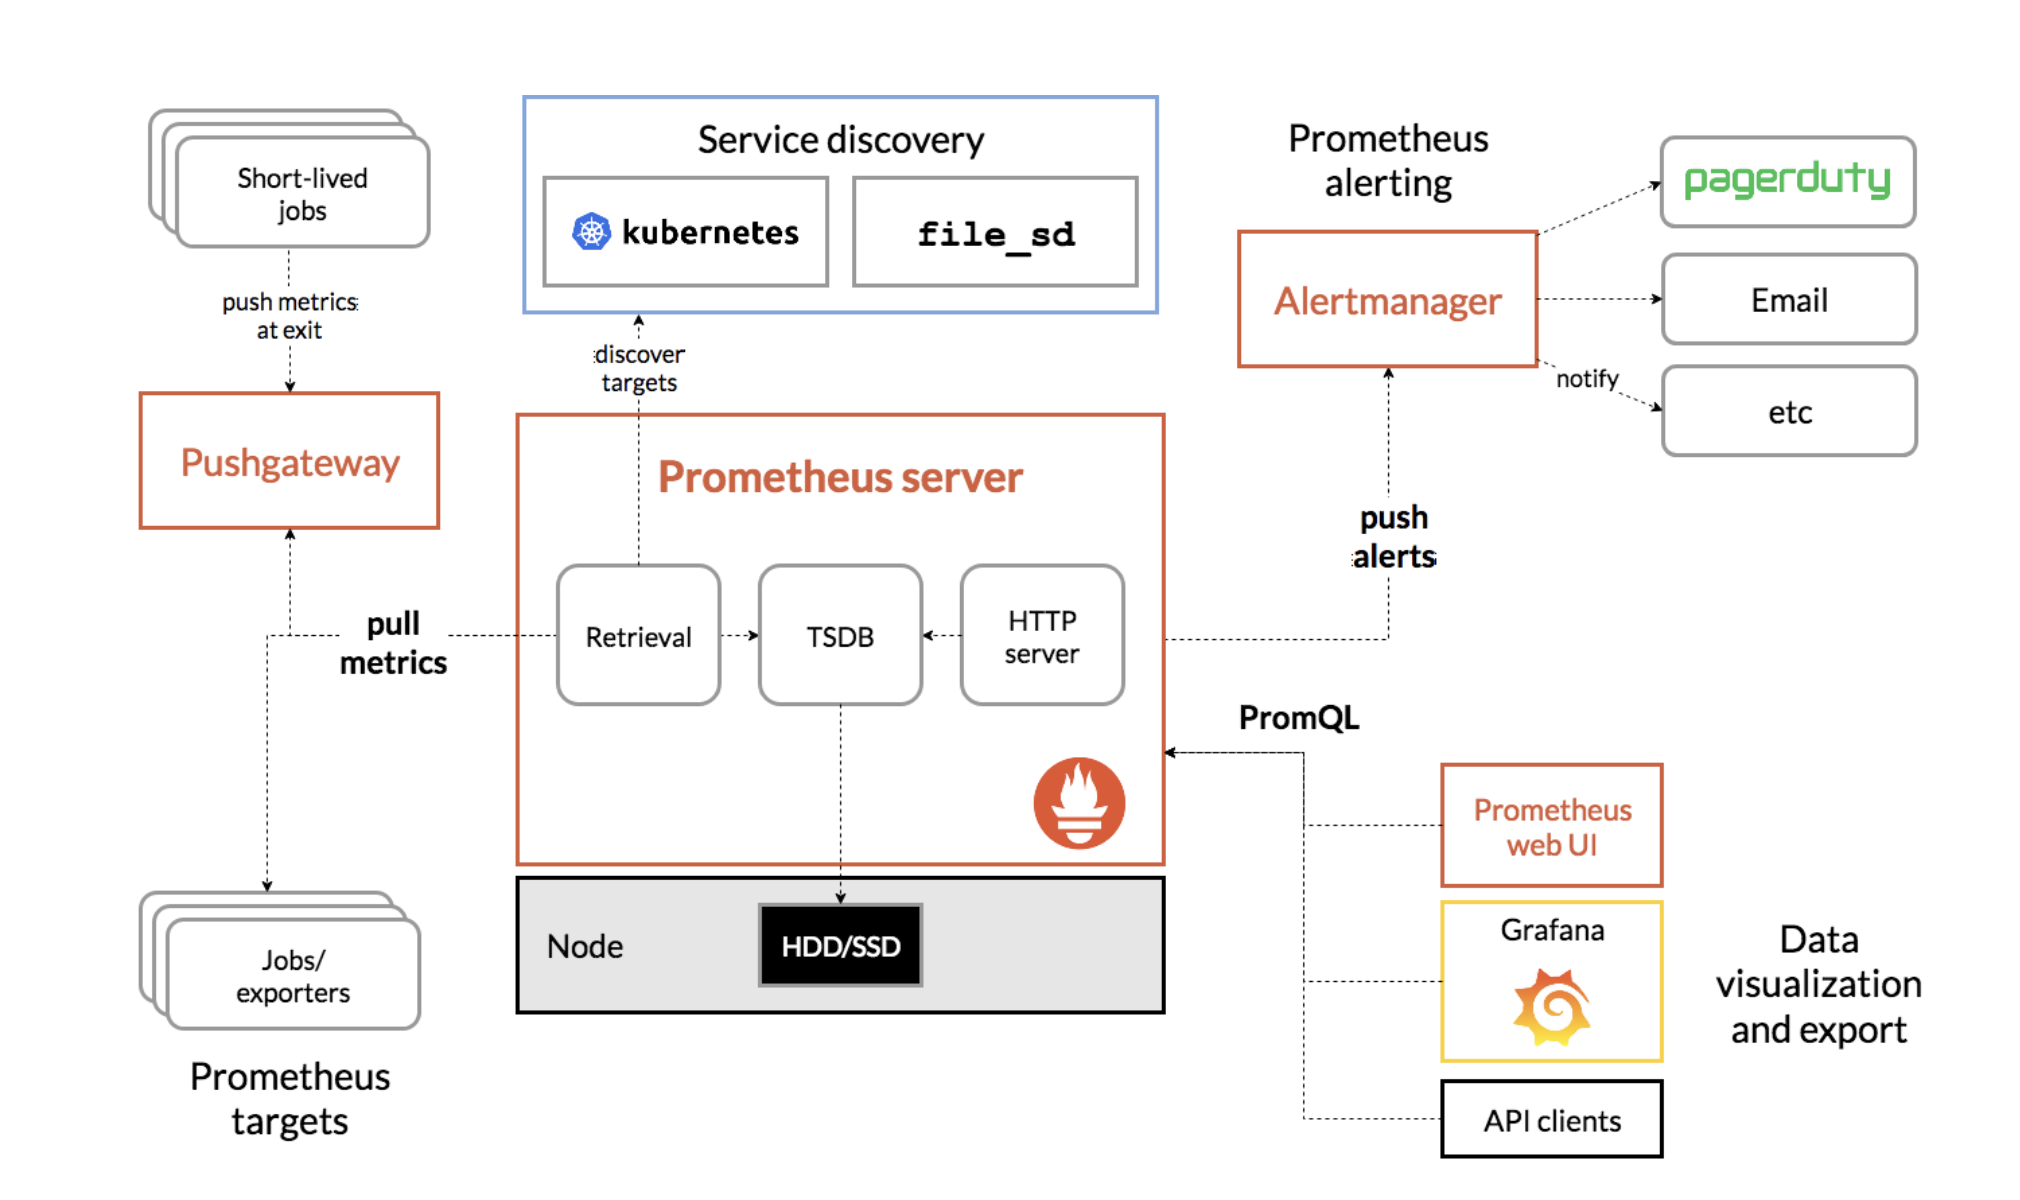 Short-lived
jobs
push metrics
at exit
Pushgateway
pull
metrics
Jobs/
exporters
Prometheus
targets
Service discovery
kubernetes
file_sd
discover
targets
Prometheus server
Retrieval
TSDB
HTTP
server
Node
HDD/SSD
Prometheus
alerting
Alertmanager
pagerduty
Email
notify
etc
push
alerts
PromQL
Prometheus
web UI
Grafana
API clients
Data
visualization
and export